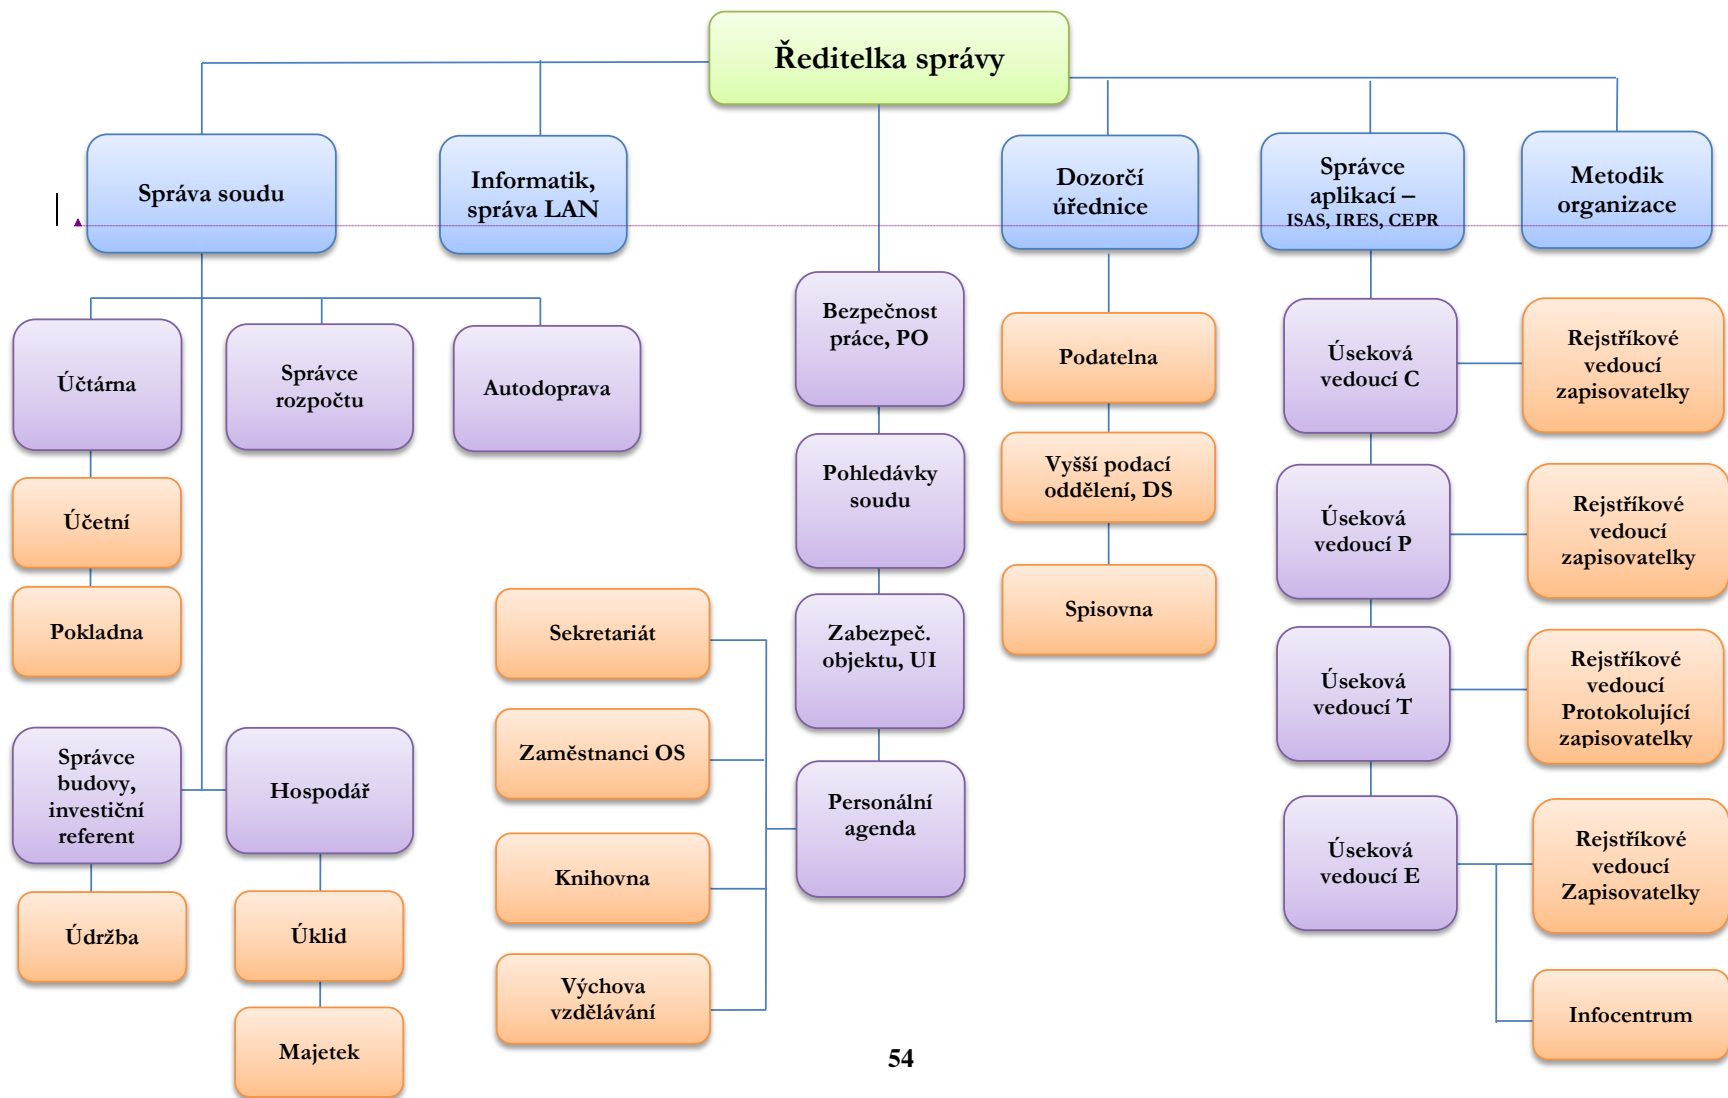 Ředitelka správy
Správa soudu
Informatik,
správa LAN
Dozorčí
úřednice
Správce
aplikací –
ISAS, IRES, CEPR
Metodik
organizace
Účtárna
Správce
rozpočtu
Autodoprava
Účetní
Pokladna
Správce
budovy,
investiční
referent
Hospodář
Údržba
Úklid
Majetek
Bezpečnost
práce, PO
Pohledávky
soudu
Zabezpeč.
objektu, UI
Personální
agenda
Sekretariát
Zaměstnanci OS
Knihovna
Výchova
vzdělávání
Podatelna
Vyšší podací
oddělení, DS
Spisovna
Úseková
vedoucí C
Rejstříkové
vedoucí
zapisovatelky
Úseková
vedoucí P
Rejstříkové
vedoucí
zapisovatelky
Úseková
vedoucí T
Rejstříkové
vedoucí
Protokolující
zapisovatelky
Úseková
vedoucí E
Rejstříkové
vedoucí
Zapisovatelky
Infocentrum
54